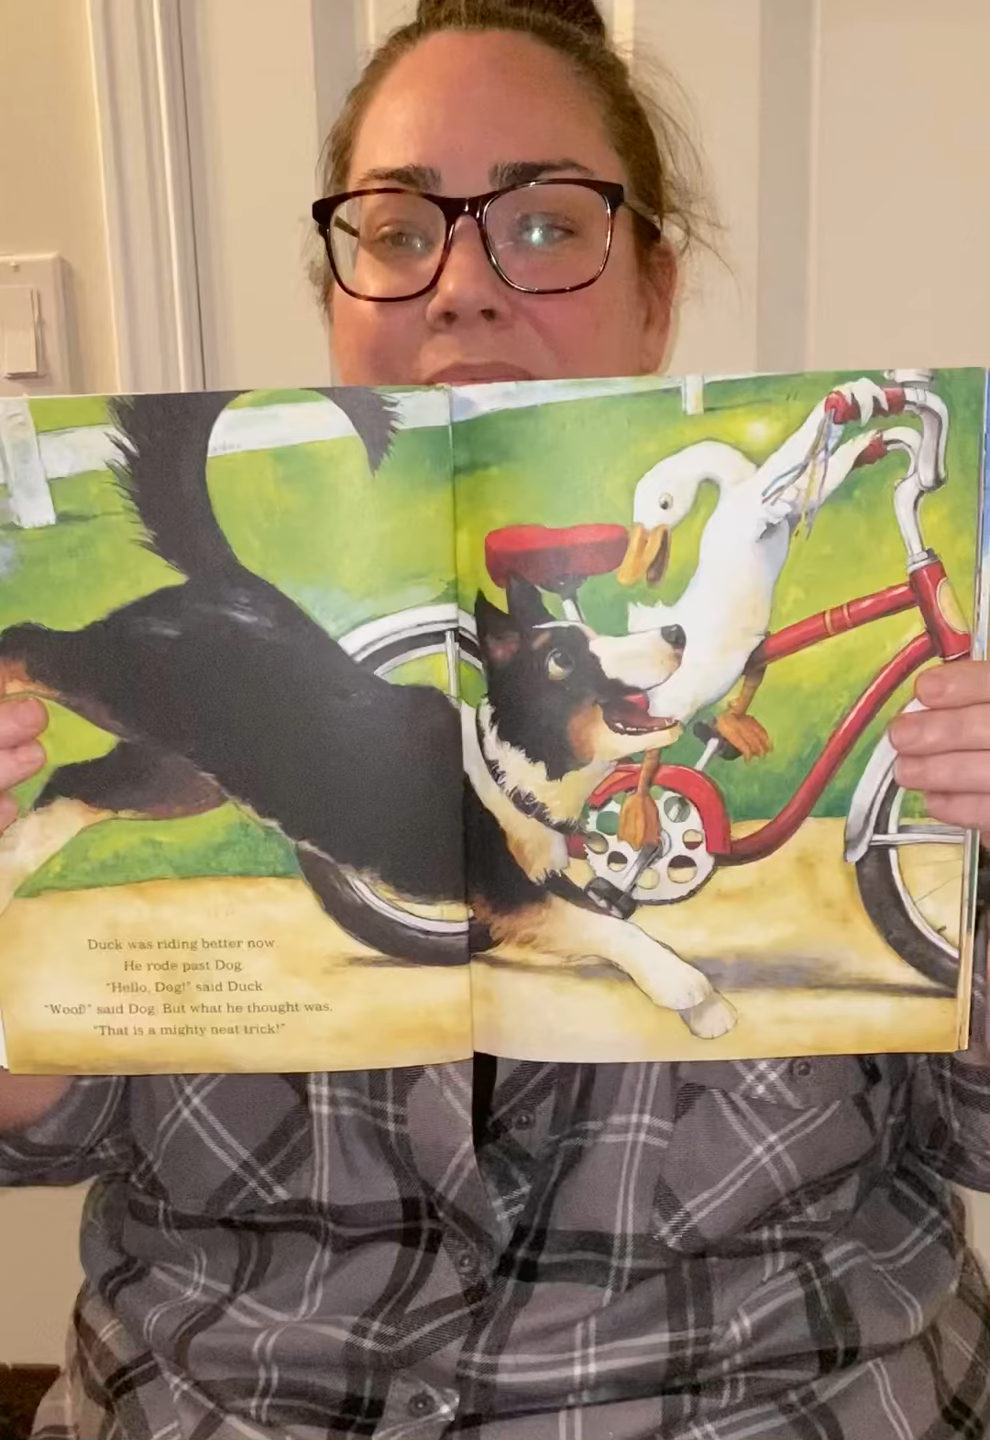 Duck was riding better now.
He rode past Dog.
"Hello, Dog!" said Duck
"Woof!" said Dog. But what he thought was,
"That is a mighty neat trick!"